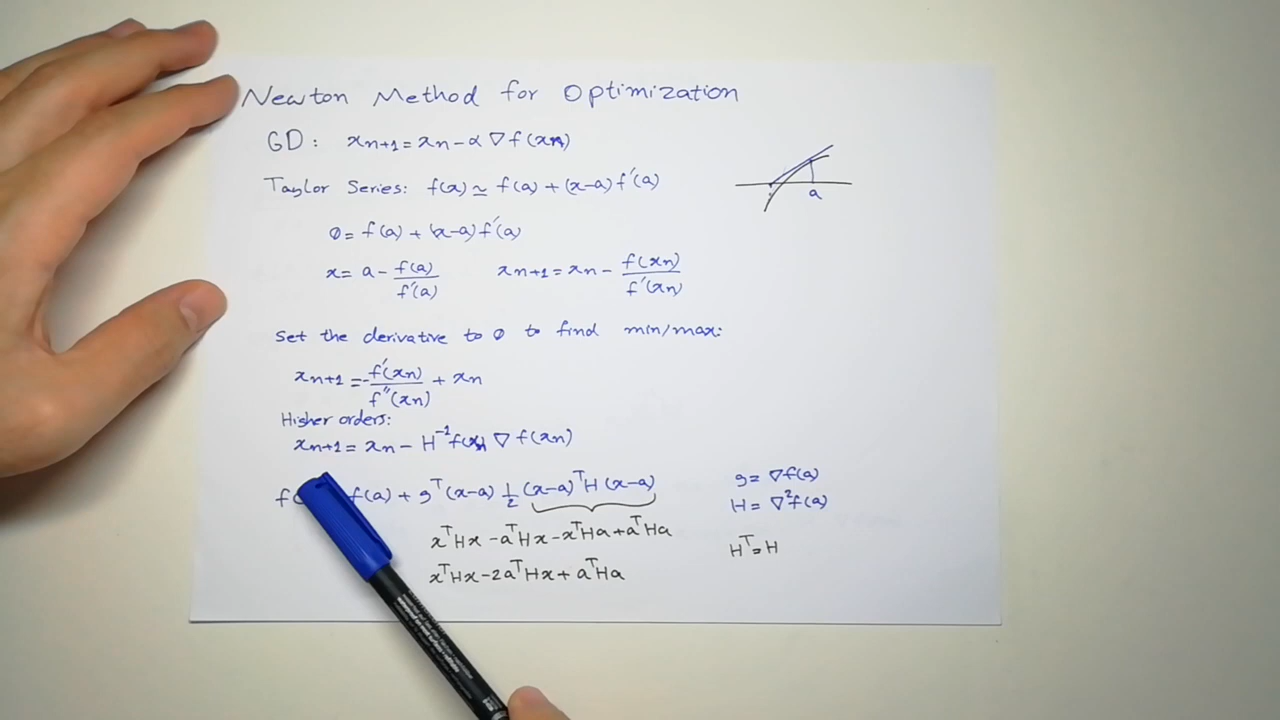 Newton Method for Optimization
GD: xn+1 = xn - α ∇ f(xn)
Taylor Series: f(x) ≃ f(a) + (x-a) f'(a)
a
0 = f(a) + (x-a) f'(a)
x = a - f(a)/f'(a) xn+1 = xn - f(xn)/f'(xn)
Set the derivative to 0 to find min/max:
xn+1 = - f'(xn)/f''(xn) + xn
Higher orders:
xn+1 = xn - H⁻¹f(xn) ∇ f(xn)
f( f(a) + gᵀ(x-a) 1/2 (x-a)ᵀH(x-a) g = ∇f(a)
H = ∇²f(a)
xᵀHx - aᵀHx - xᵀHa + aᵀHa
Hᵀ = H
xᵀHx - 2aᵀHx + aᵀHa